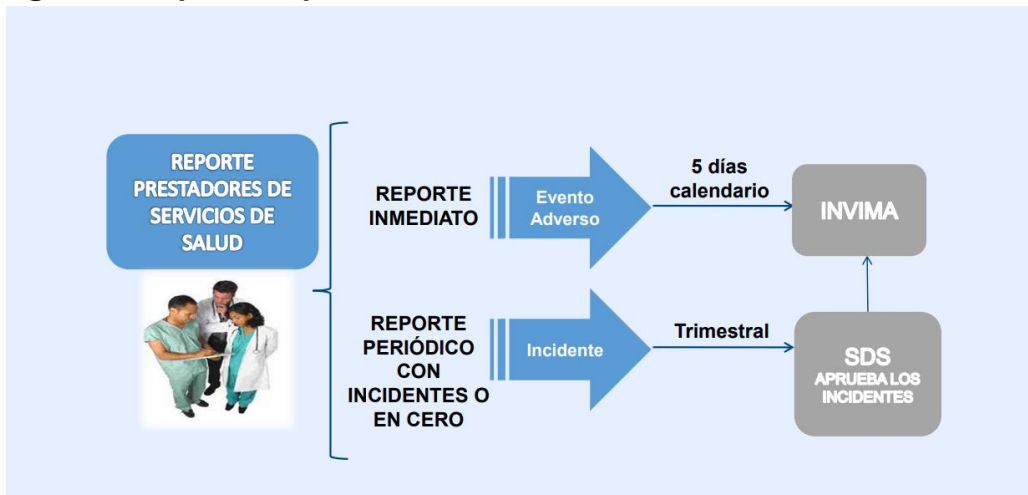 REPORTE
PRESTADORES DE
SERVICIOS DE
SALUD
REPORTE
INMEDIATO
Evento
Adverso
5 días
calendario
INVIMA
REPORTE
PERIÓDICO
CON
INCIDENTES O
EN CERO
Incidente
Trimestral
SDS
APRUEBA LOS
INCIDENTES